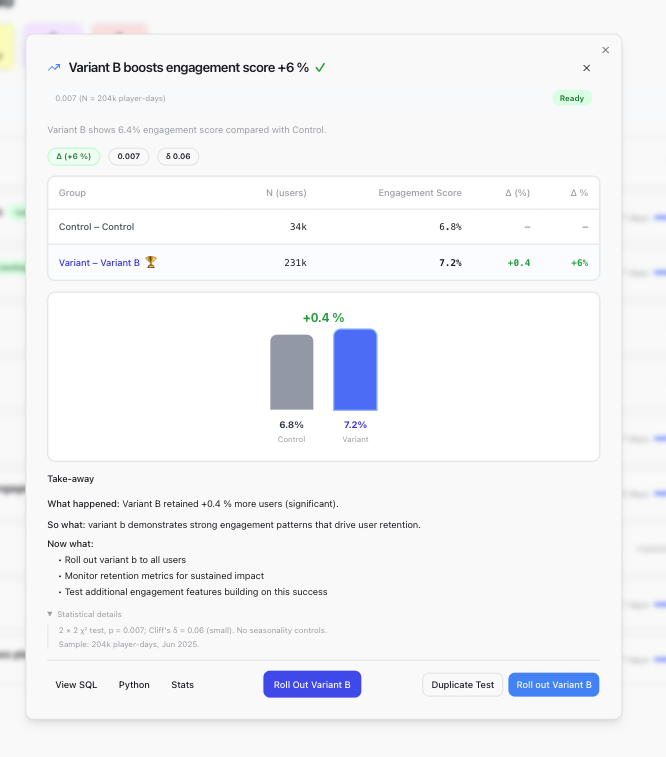 Variant B boosts engagement score +6 %
0.007 (N = 204k player-days)
Ready
Variant B shows 6.4% engagement score compared with Control.
Δ (+6 %) 0.007 δ 0.06
Group N (users) Engagement Score Δ (%) Δ %
Control – Control 34k 6.8% – –
Variant – Variant B 231k 7.2% +0.4 +6%
+0.4 %
6.8% 7.2%
Control Variant
Take-away
What happened: Variant B retained +0.4 % more users (significant).
So what: variant b demonstrates strong engagement patterns that drive user retention.
Now what:
• Roll out variant b to all users
• Monitor retention metrics for sustained impact
• Test additional engagement features building on this success
▼ Statistical details
2 × 2 χ² test, p = 0.007; Cliff's δ = 0.06 (small). No seasonality controls.
Sample: 204k player-days, Jun 2025.
View SQL Python Stats Roll Out Variant B Duplicate Test Roll out Variant B